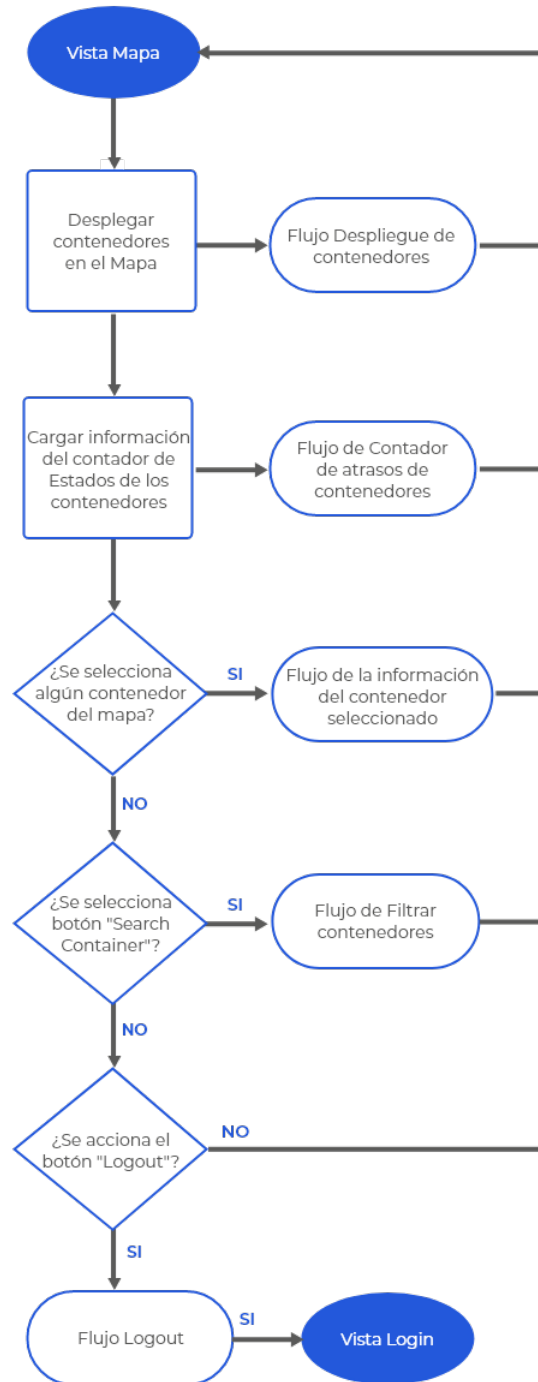 Vista Mapa
Desplegar
contenedores
en el Mapa
Flujo Despliegue de
contenedores
Cargar información
del contador de
Estados de los
contenedores
Flujo de Contador
de atrasos de
contenedores
¿Se selecciona
algún contenedor
del mapa?
SI
Flujo de la información
del contenedor
seleccionado
NO
¿Se selecciona
botón "Search
Container"?
SI
Flujo de Filtrar
contenedores
NO
¿Se acciona el
botón "Logout"?
NO
SI
Flujo Logout
SI
Vista Login